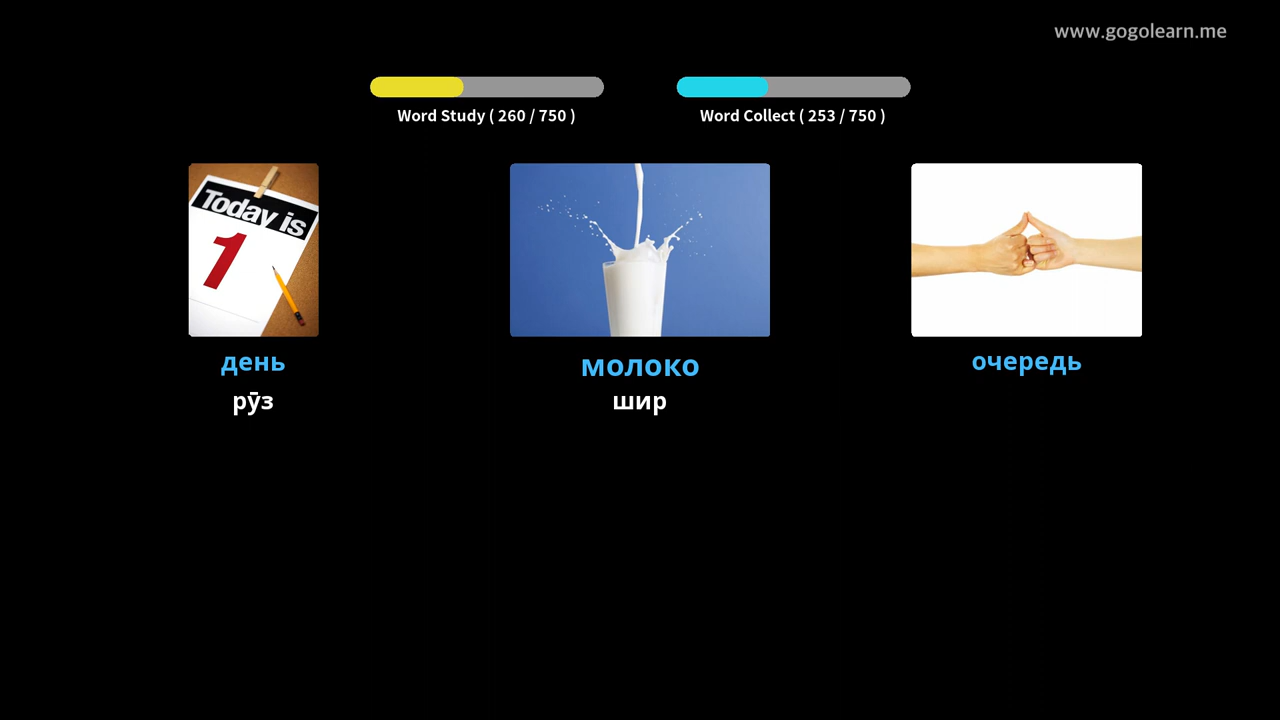 www.gogolearn.me
Word Study ( 260 / 750 )
Word Collect ( 253 / 750 )
Today is
1
день
молоко
очередь
рӯз
шир